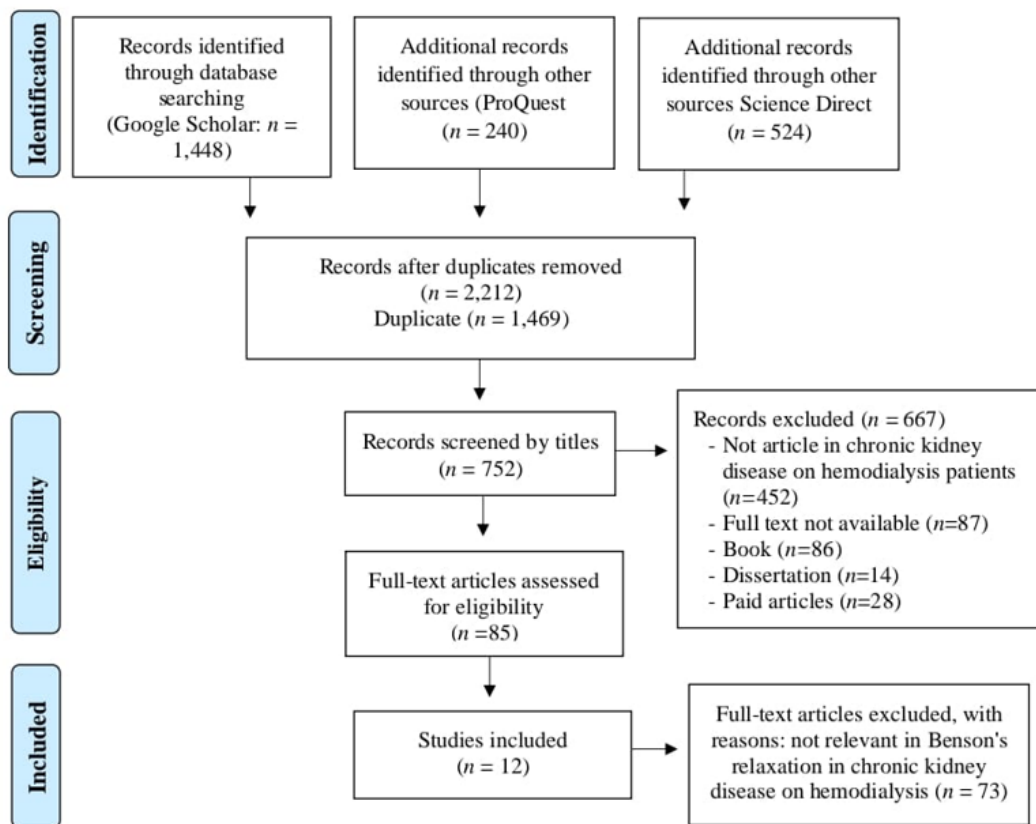 Identification
Records identified
through database
searching
(Google Scholar: n =
1,448)
Additional records
identified through other
sources (ProQuest
(n = 240)
Additional records
identified through other
sources Science Direct
(n = 524)
Screening
Records after duplicates removed
(n = 2,212)
Duplicate (n = 1,469)
Eligibility
Records screened by titles
(n = 752)
Records excluded (n = 667)
- Not article in chronic kidney
disease on hemodialysis patients
(n=452)
- Full text not available (n=87)
- Book (n=86)
- Dissertation (n=14)
- Paid articles (n=28)
Full-text articles assessed
for eligibility
(n =85)
Included
Studies included
(n = 12)
Full-text articles excluded, with
reasons: not relevant in Benson's
relaxation in chronic kidney
disease on hemodialysis (n = 73)